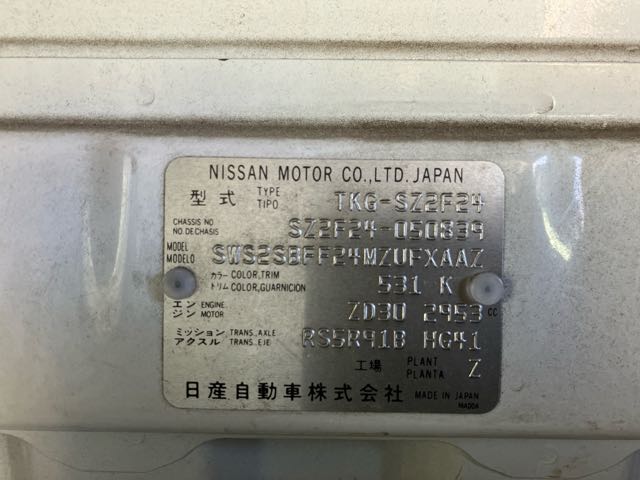 NISSAN MOTOR CO.,LTD. JAPAN
型式 TYPE TIPO TKG-SZ2F24
CHASSIS NO NO.DE CHASIS SZ2F24-050839
MODEL MODELO SWS2SBFF24MZUFXAAZ
カラー COLOR,TRIM 531 K
トリム COLOR,GUARNICION
エンジン ENGINE MOTOR ZD30 2953 CC
ミッション TRANS. AXLE RS5R91B HG41
アクスル TRANS. EJE
工場 PLANT PLANTA Z
日産自動車株式会社 MADE IN JAPAN